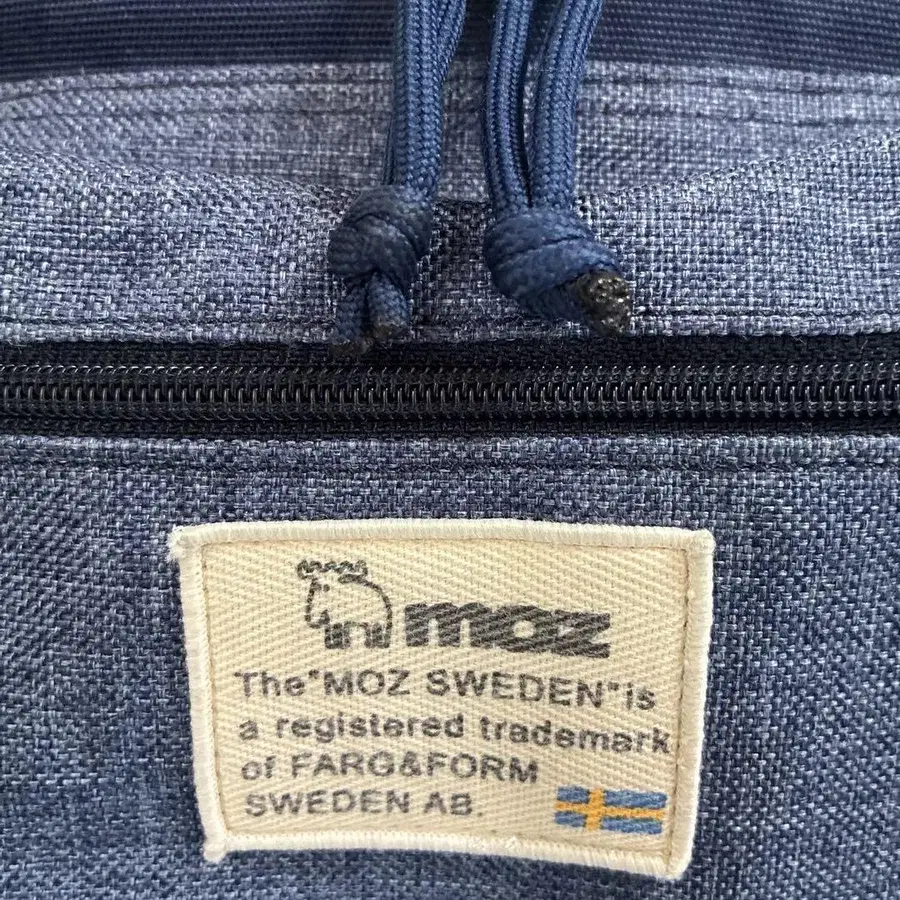 moz
The "MOZ SWEDEN" is
a registered trademark
of FARG&FORM
SWEDEN AB.